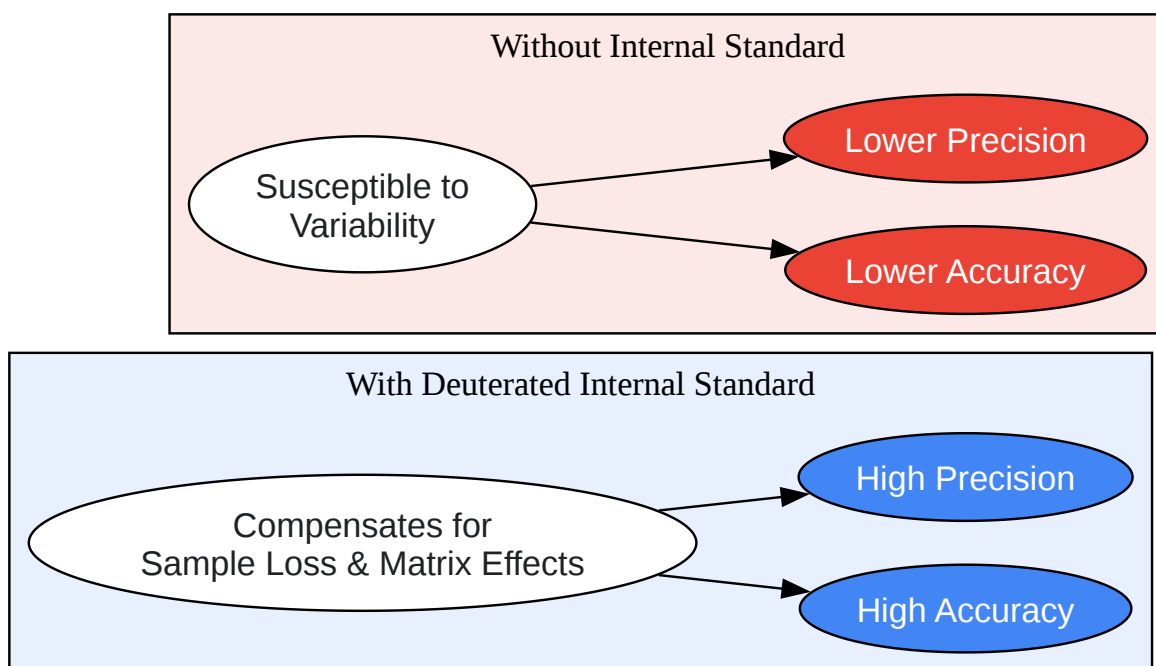 Without Internal Standard
Susceptible to
Variability
Lower Precision
Lower Accuracy
With Deuterated Internal Standard
Compensates for
Sample Loss & Matrix Effects
High Precision
High Accuracy